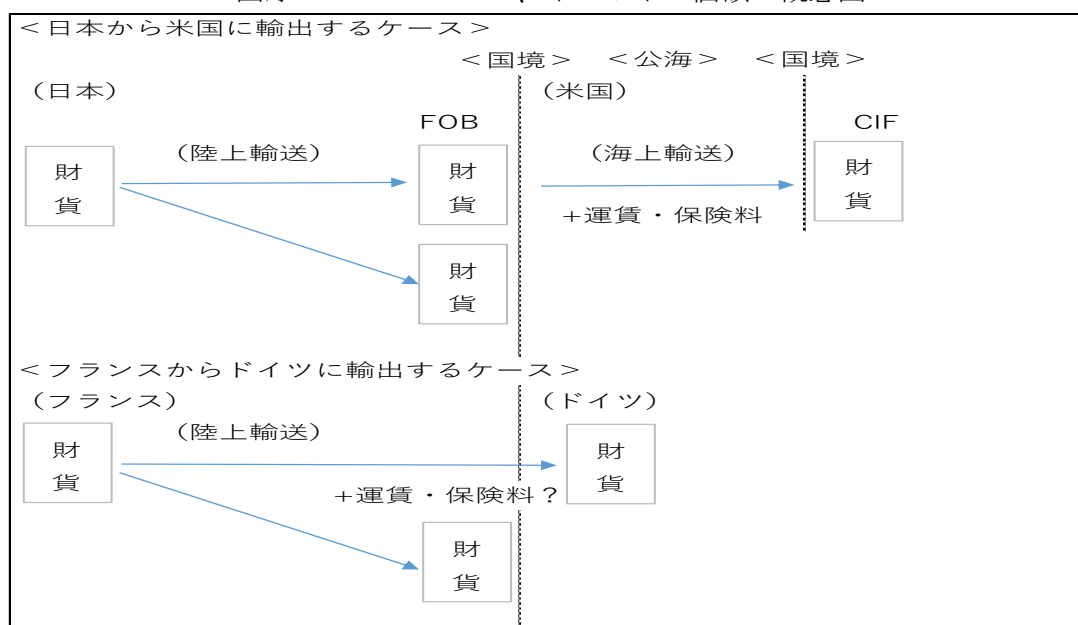 ＜日本から米国に輸出するケース＞
＜国境＞ ＜公海＞ ＜国境＞
（日本） （米国）
FOB CIF
（陸上輸送） （海上輸送）
財貨
財貨
財貨
+運賃・保険料
財貨
＜フランスからドイツに輸出するケース＞
（フランス） （ドイツ）
（陸上輸送）
財貨
財貨
+運賃・保険料？
財貨